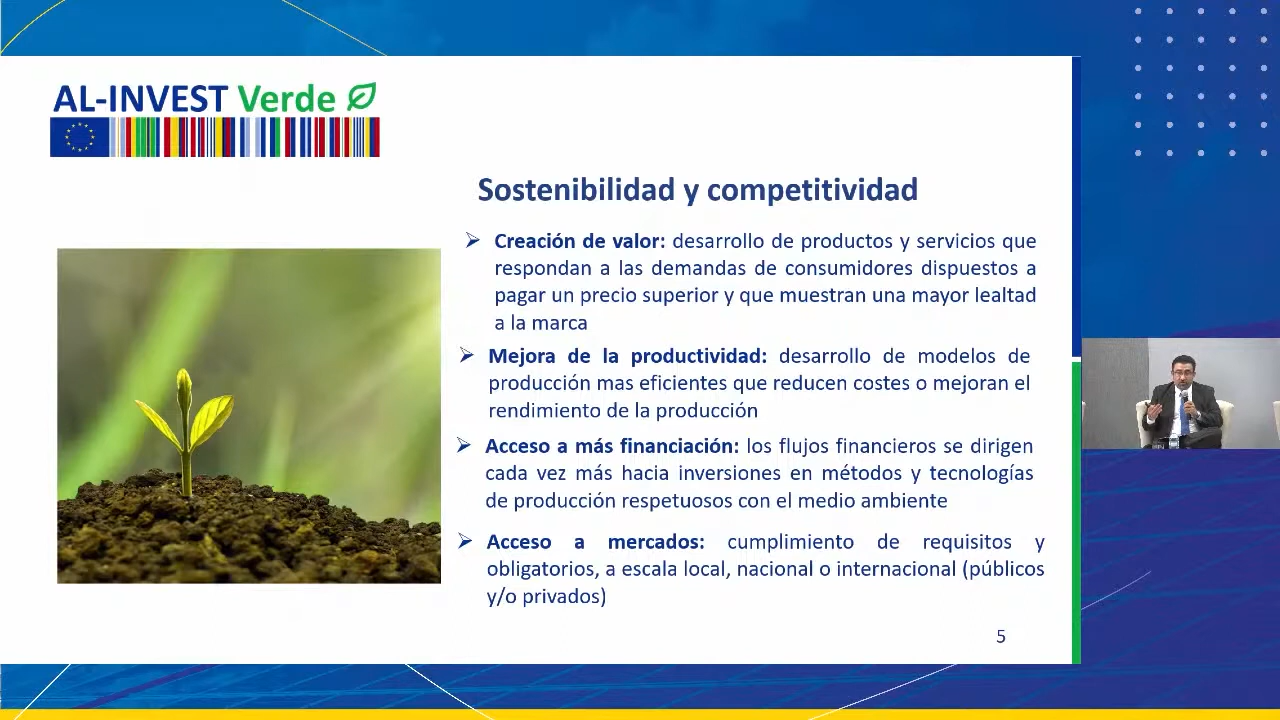 AL-INVEST Verde
Sostenibilidad y competitividad
Creación de valor: desarrollo de productos y servicios que
respondan a las demandas de consumidores dispuestos a
pagar un precio superior y que muestran una mayor lealtad
a la marca
Mejora de la productividad: desarrollo de modelos de
producción mas eficientes que reducen costes o mejoran el
rendimiento de la producción
Acceso a más financiación: los flujos financieros se dirigen
cada vez más hacia inversiones en métodos y tecnologías
de producción respetuosos con el medio ambiente
Acceso a mercados: cumplimiento de requisitos y
obligatorios, a escala local, nacional o internacional (públicos
y/o privados)
5